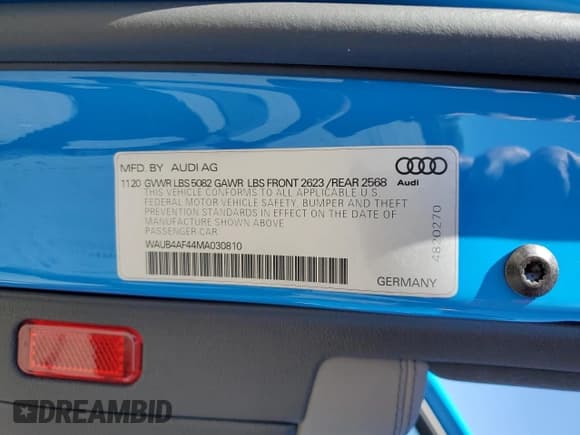 MFD. BY AUDI AG
1120 GVWR LBS 5082 GAWR LBS FRONT 2623 /REAR 2568
THIS VEHICLE CONFORMS TO ALL APPLICABLE U.S.
FEDERAL MOTOR VEHICLE SAFETY, BUMPER AND THEFT
PREVENTION STANDARDS IN EFFECT ON THE DATE OF
MANUFACTURE SHOWN ABOVE
PASSENGER CAR
WAUB4AF44MA030810
GERMANY
Audi
4820270
DREAMBID